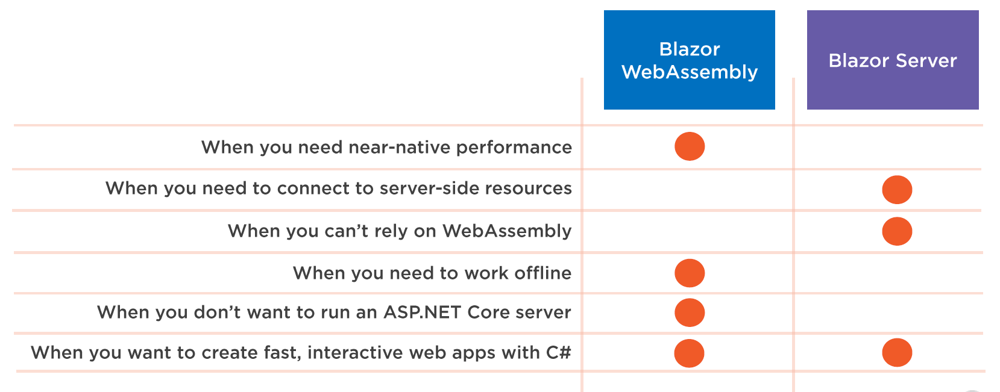 Blazor
WebAssembly
Blazor Server
When you need near-native performance
When you need to connect to server-side resources
When you can’t rely on WebAssembly
When you need to work offline
When you don’t want to run an ASP.NET Core server
When you want to create fast, interactive web apps with C#